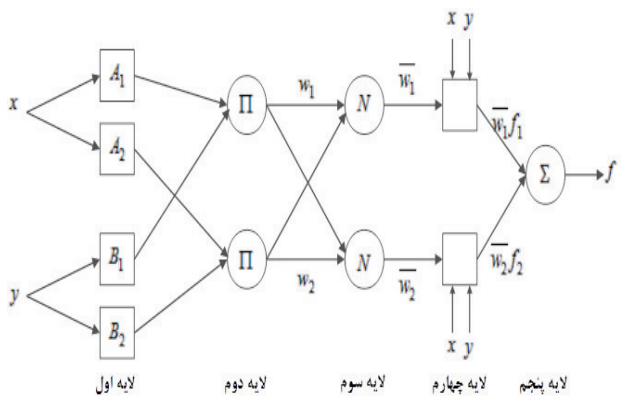 x y
A₁
w₁
w̅₁
x
Π
N
w̅₁f₁
A₂
Σ
f
B₁
w̅₂f₂
y
Π
N
w₂
w̅₂
B₂
x y
لایه اول
لایه دوم
لایه سوم
لایه چهارم
لایه پنجم